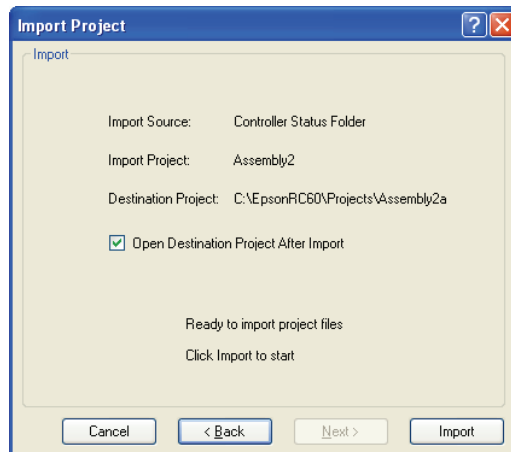 Import Project
Import
Import Source: Controller Status Folder
Import Project: Assembly2
Destination Project: C:\EpsonRC60\Projects\Assembly2a
Open Destination Project After Import
Ready to import project files
Click Import to start
Cancel < Back Next > Import